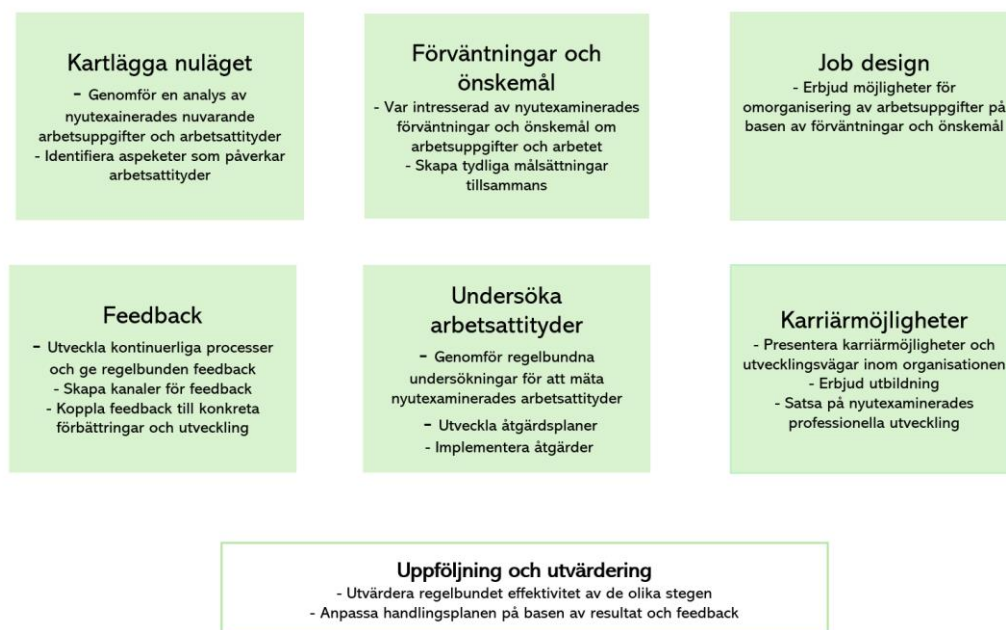 Kartlägga nuläget
- Genomför en analys av
nyutexainerades nuvarande
arbetsuppgifter och arbetsattityder
- Identifiera aspeketer som påverkar
arbetsattityder
Förväntningar och
önskemål
- Var intresserad av nyutexaminerades
förväntningar och önskemål om
arbetsuppgifter och arbetet
- Skapa tydliga målsättningar
tillsammans
Job design
- Erbjud möjligheter för
omorganisering av arbetsuppgifter på
basen av förväntningar och önskemål
Feedback
- Utveckla kontinuerliga processer
och ge regelbunden feedback
- Skapa kanaler för feedback
- Koppla feedback till konkreta
förbättringar och utveckling
Undersöka
arbetsattityder
- Genomför regelbundna
undersökningar för att mäta
nyutexaminerades arbetsattityder
- Utveckla åtgärdsplaner
- Implementera åtgärder
Karriärmöjligheter
- Presentera karriärmöjligheter och
utvecklingsvägar inom organisationen
- Erbjud utbildning
- Satsa på nyutexaminerades
professionella utveckling
Uppföljning och utvärdering
- Utvärdera regelbundet effektivitet av de olika stegen
- Anpassa handlingsplanen på basen av resultat och feedback